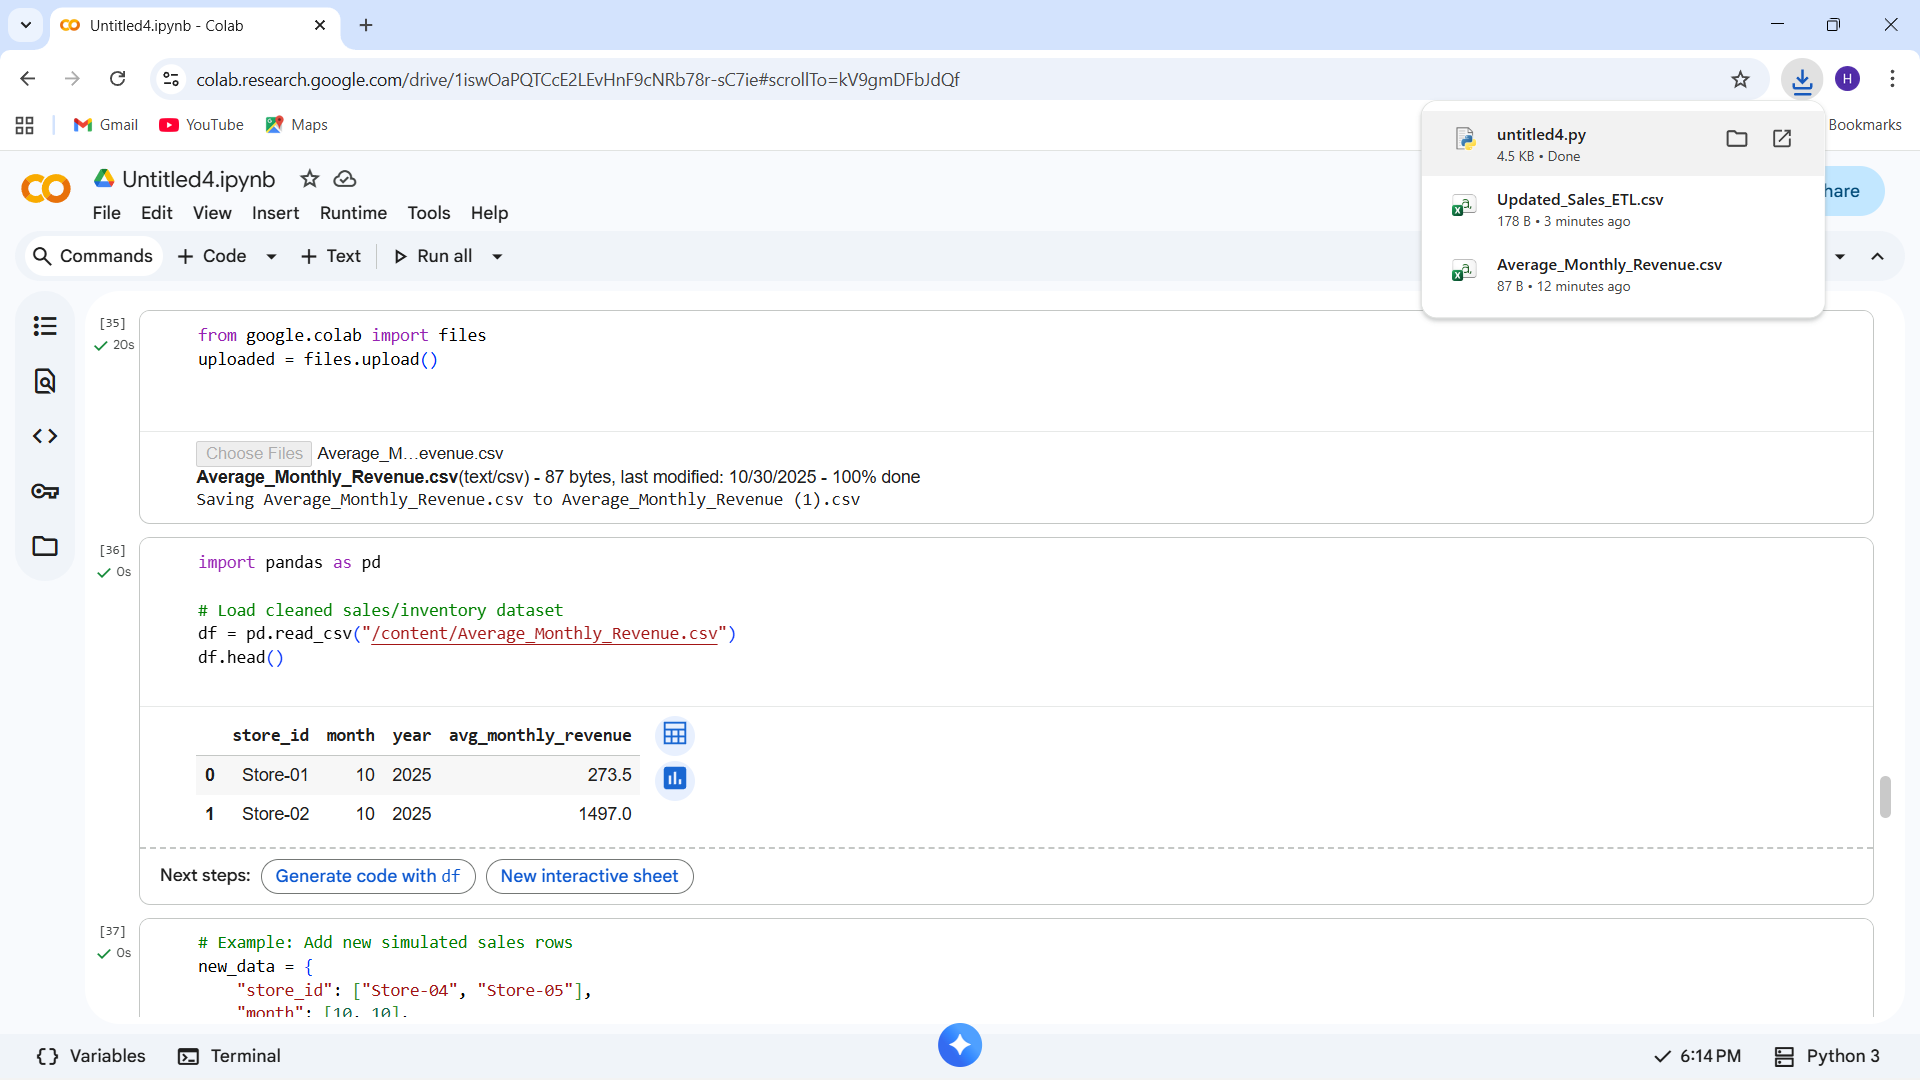 Untitled4.ipynb - Colab
colab.research.google.com/drive/1iswOaPQTCcE2LEvHnF9cNRb78r-sC7ie#scrollTo=kV9gmDFbJdQf
H
Gmail
YouTube
Maps
Bookmarks
untitled4.py
4.5 KB • Done
Updated_Sales_ETL.csv
178 B • 3 minutes ago
Average_Monthly_Revenue.csv
87 B • 12 minutes ago
Untitled4.ipynb
hare
File Edit View Insert Runtime Tools Help
Commands + Code + Text Run all
[35]
20s
from google.colab import files
uploaded = files.upload()
Choose Files Average_M...evenue.csv
Average_Monthly_Revenue.csv(text/csv) - 87 bytes, last modified: 10/30/2025 - 100% done
Saving Average_Monthly_Revenue.csv to Average_Monthly_Revenue (1).csv
[36]
0s
import pandas as pd
# Load cleaned sales/inventory dataset
df = pd.read_csv("/content/Average_Monthly_Revenue.csv")
df.head()
store_id month year avg_monthly_revenue
0 Store-01 10 2025 273.5
1 Store-02 10 2025 1497.0
Next steps: Generate code with df New interactive sheet
[37]
0s
# Example: Add new simulated sales rows
new_data = {
"store_id": ["Store-04", "Store-05"],
"month": [10, 10],
Variables Terminal
6:14 PM Python 3